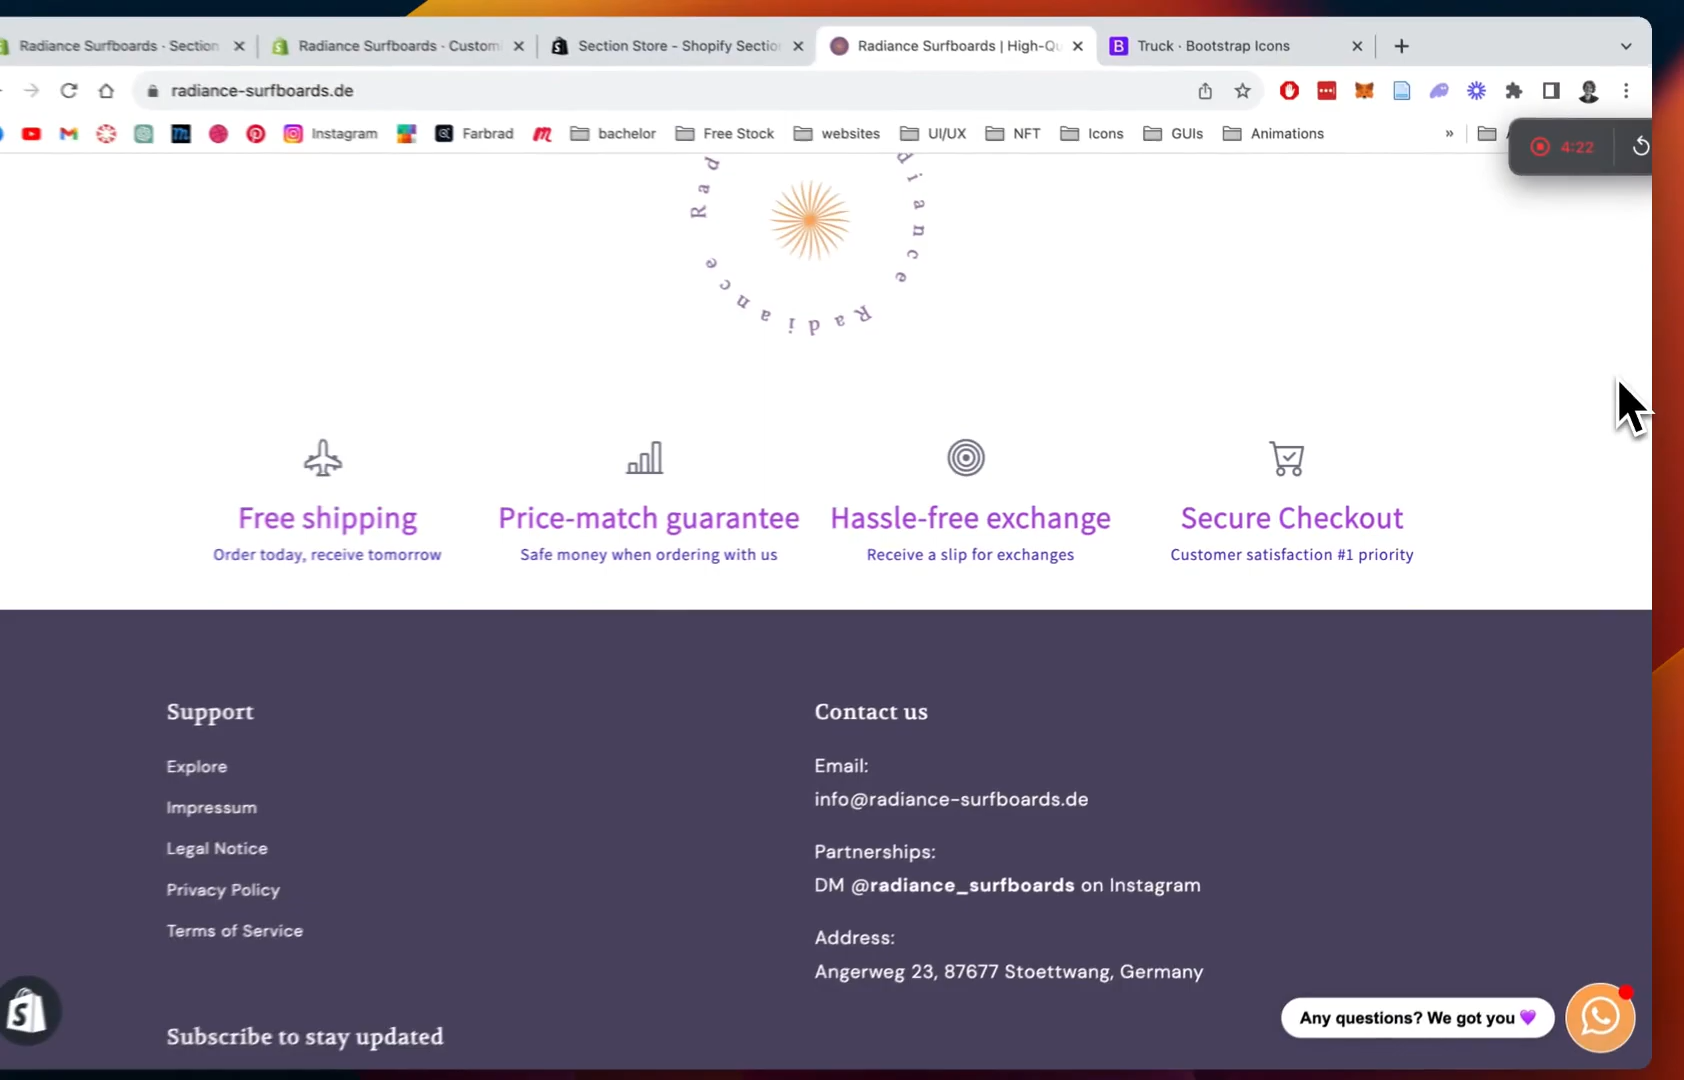 Radiance Surfboards · Section
Radiance Surfboards · Custom
Section Store - Shopify Sectio
Radiance Surfboards | High-Qu
Truck · Bootstrap Icons
radiance-surfboards.de
Instagram
Farbrad
bachelor
Free Stock
websites
UI/UX
NFT
Icons
GUIs
Animations
»
4:22
Radiance Radiance
Free shipping
Order today, receive tomorrow
Price-match guarantee
Safe money when ordering with us
Hassle-free exchange
Receive a slip for exchanges
Secure Checkout
Customer satisfaction #1 priority
Support
Explore
Impressum
Legal Notice
Privacy Policy
Terms of Service
Contact us
Email:
info@radiance-surfboards.de
Partnerships:
DM @radiance_surfboards on Instagram
Address:
Angerweg 23, 87677 Stoettwang, Germany
Subscribe to stay updated
Any questions? We got you 💜